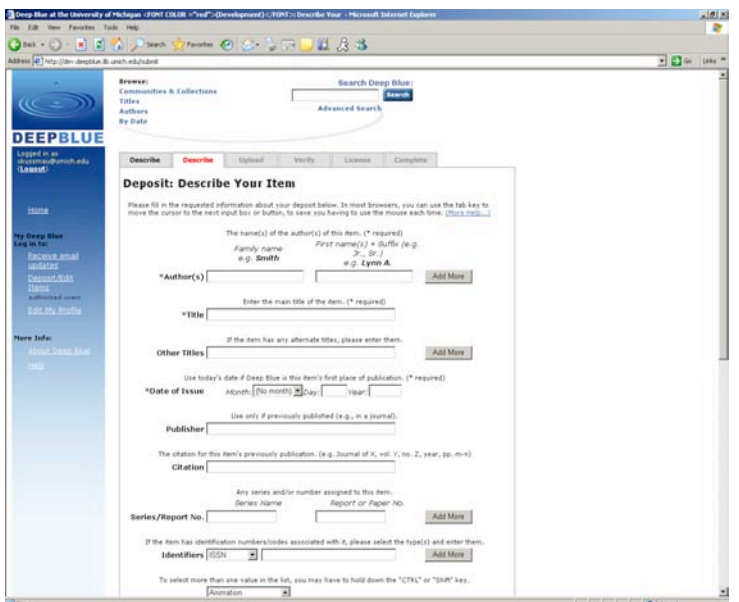 Deep Blue at the University of Michigan <FONT COLOR ="red">(Development)</FONT>: Describe Your - Microsoft Internet Explorer
File Edit View Favorites Tools Help
Back Search Favorites
Address http://dev.deepblue.lib.umich.edu/submit Go Links
Browse:
Communities & Collections
Titles
Authors
By Date
Search Deep Blue:
Search
Advanced Search
DEEPBLUE
Logged in as
(Logout)
Home
My Deep Blue
Log in to:
Receive email
updates
Deposit/Edit
Items
authorized users
Edit My Profile
More Info:
About Deep Blue
Help
Describe Describe Upload Verify License Complete
Deposit: Describe Your Item
Please fill in the requested information about your deposit below. In most browsers, you can use the tab key to
move the cursor to the next input box or button, to save you having to use the mouse each time. (More Help...)
The name(s) of the author(s) of this item. (* required)
Family name
e.g. Smith
First name(s) + Suffix (e.g.
Jr., Sr.)
e.g. Lynn A.
*Author(s) Add More
Enter the main title of the item. (* required)
*Title
If the item has any alternate titles, please enter them.
Other Titles Add More
Use today's date if Deep Blue is this item's first place of publication. (* required)
*Date of Issue Month: (No month) Day: Year:
Use only if previously published (e.g., in a journal).
Publisher
The citation for this item's previously publication. (e.g. Journal of X, vol. Y, no. Z, year, pp. m-n)
Citation
Any series and/or number assigned to this item.
Series Name Report or Paper No.
Series/Report No. Add More
If the item has identification numbers/codes associated with it, please select the type(s) and enter them.
Identifiers ISSN Add More
To select more than one value in the list, you may have to hold down the "CTRL" or "Shift" key.
Animation